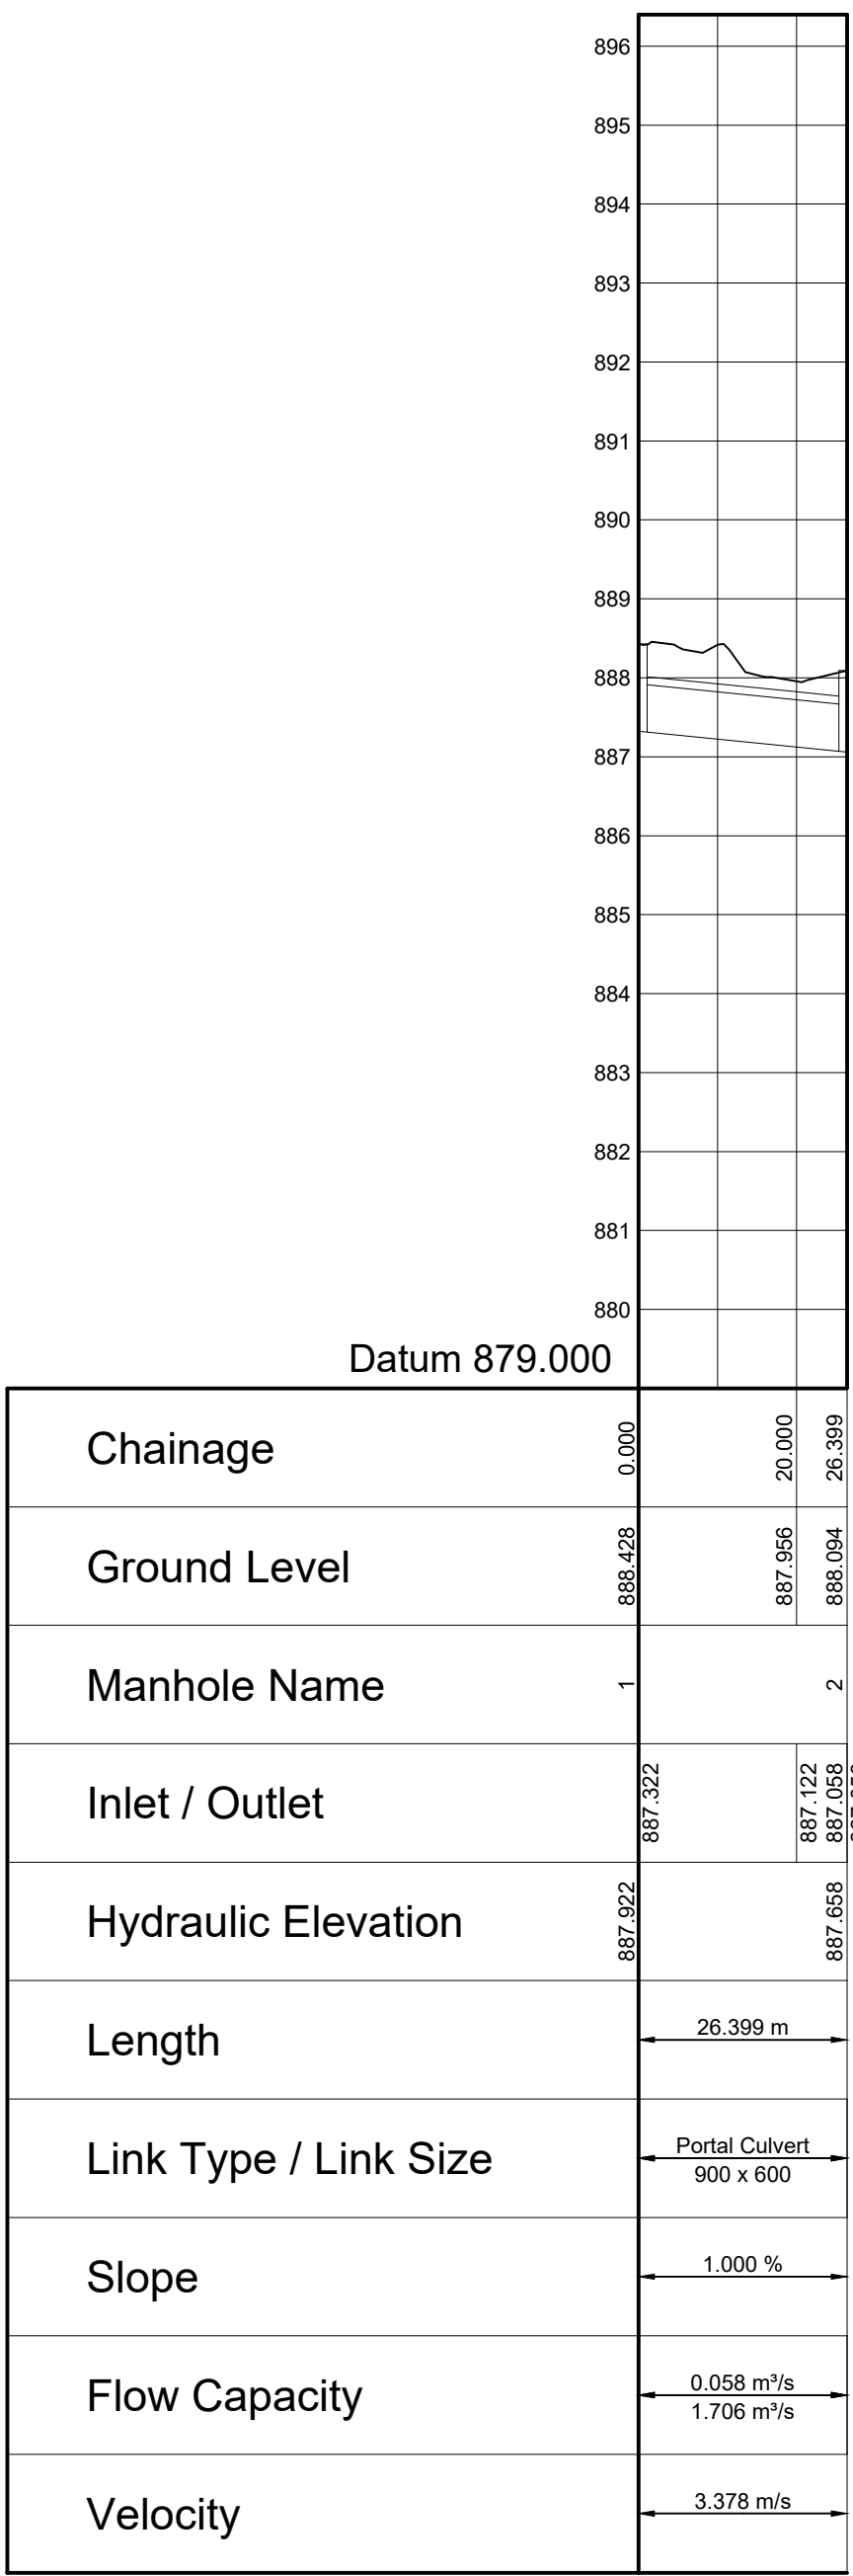 896
895
894
893
892
891
890
889
888
887
886
885
884
883
882
881
880
Datum 879.000
Chainage 0.000 20.000 26.399
Ground Level 888.428 887.956 888.094
Manhole Name 1 2
Inlet / Outlet 887.322 887.122 887.058
Hydraulic Elevation 887.922 887.658
Length 26.399 m
Link Type / Link Size Portal Culvert
900 x 600
Slope 1.000 %
Flow Capacity 0.058 m³/s
1.706 m³/s
Velocity 3.378 m/s